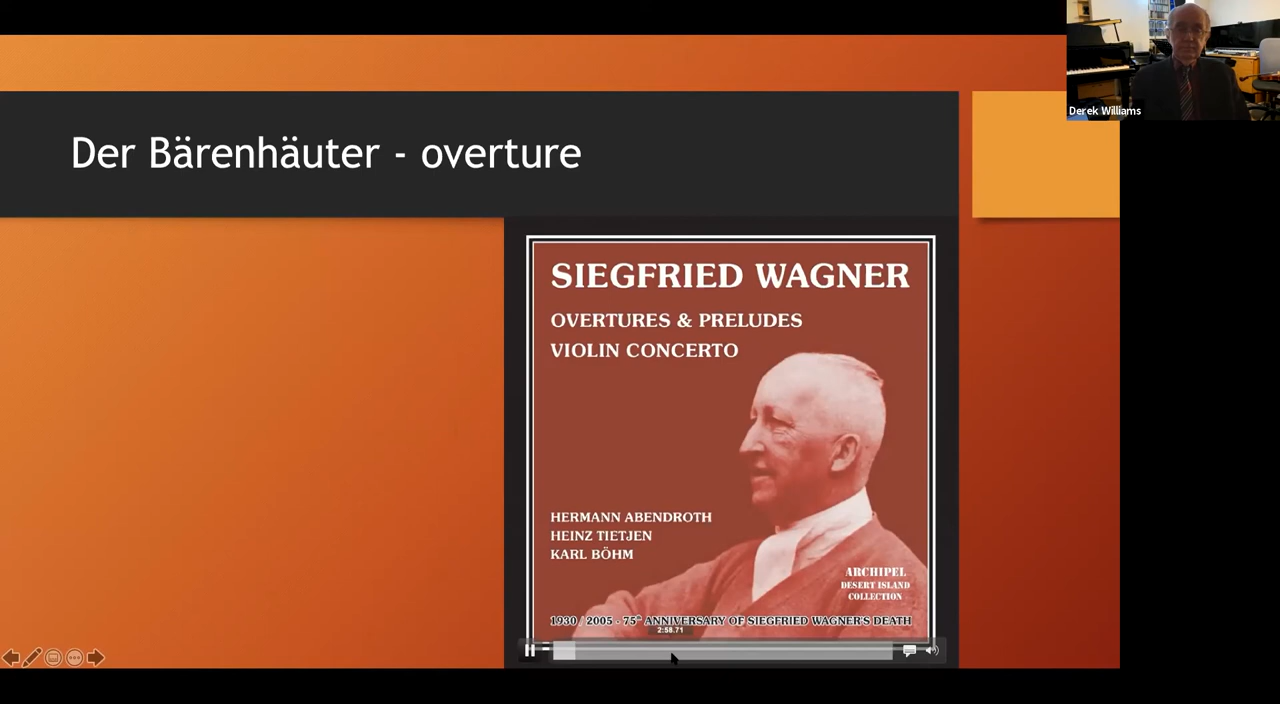 Derek Williams
Der Bärenhäuter - overture
SIEGFRIED WAGNER
OVERTURES & PRELUDES
VIOLIN CONCERTO
HERMANN ABENDROTH
HEINZ TIETJEN
KARL BÖHM
ARCHIPEL
DESERT ISLAND
COLLECTION
1930 / 2005 - 75th ANNIVERSARY OF SIEGFRIED WAGNER'S DEATH
2:58.71